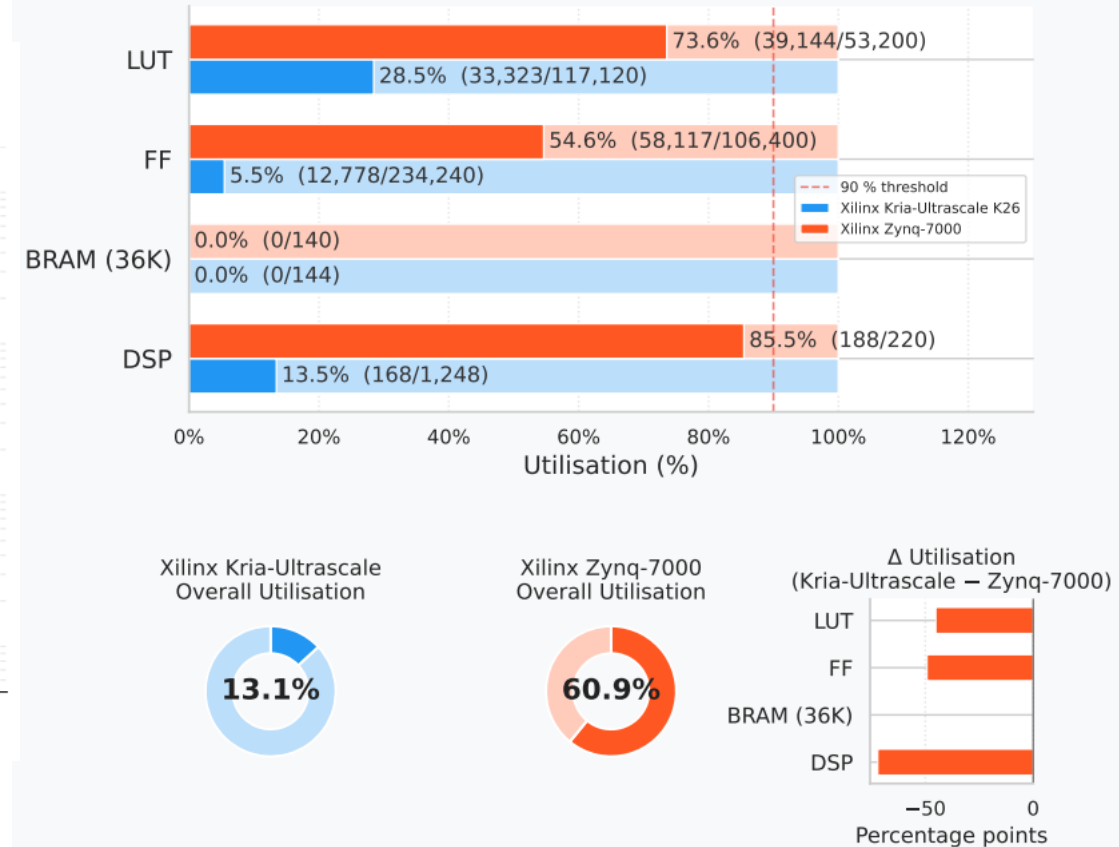 LUT
73.6%  (39,144/53,200)
28.5%  (33,323/117,120)
FF
54.6%  (58,117/106,400)
5.5%  (12,778/234,240)
90 % threshold
Xilinx Kria-Ultrascale K26
Xilinx Zynq-7000
BRAM (36K)
0.0%  (0/140)
0.0%  (0/144)
DSP
85.5%  (188/220)
13.5%  (168/1,248)
0% 20% 40% 60% 80% 100% 120%
Utilisation (%)
Xilinx Kria-Ultrascale
Overall Utilisation
13.1%
Xilinx Zynq-7000
Overall Utilisation
60.9%
Δ Utilisation
(Kria-Ultrascale − Zynq-7000)
LUT
FF
BRAM (36K)
DSP
−50 0
Percentage points